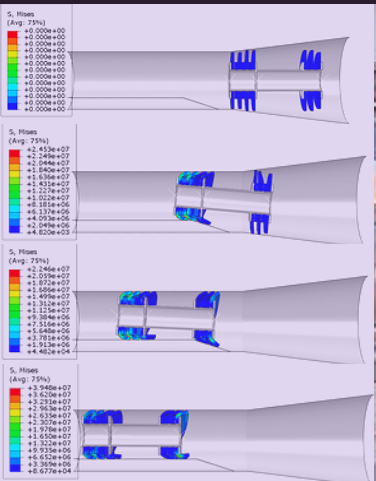 S, Mises
(Avg: 75%)
+0.000e+00
+0.000e+00
+0.000e+00
+0.000e+00
+0.000e+00
+0.000e+00
+0.000e+00
+0.000e+00
+0.000e+00
+0.000e+00
+0.000e+00
+0.000e+00
+0.000e+00
S, Mises
(Avg: 75%)
+2.453e+07
+2.249e+07
+2.044e+07
+1.840e+07
+1.636e+07
+1.431e+07
+1.227e+07
+1.022e+07
+8.181e+06
+6.137e+06
+4.093e+06
+2.049e+06
+4.820e+03
S, Mises
(Avg: 75%)
+2.246e+07
+2.059e+07
+1.872e+07
+1.686e+07
+1.499e+07
+1.312e+07
+1.125e+07
+9.384e+06
+7.516e+06
+5.648e+06
+3.781e+06
+1.913e+06
+4.482e+04
S, Mises
(Avg: 75%)
+3.948e+07
+3.620e+07
+3.291e+07
+2.963e+07
+2.635e+07
+2.307e+07
+1.978e+07
+1.650e+07
+1.322e+07
+9.935e+06
+6.652e+06
+3.369e+06
+8.677e+04